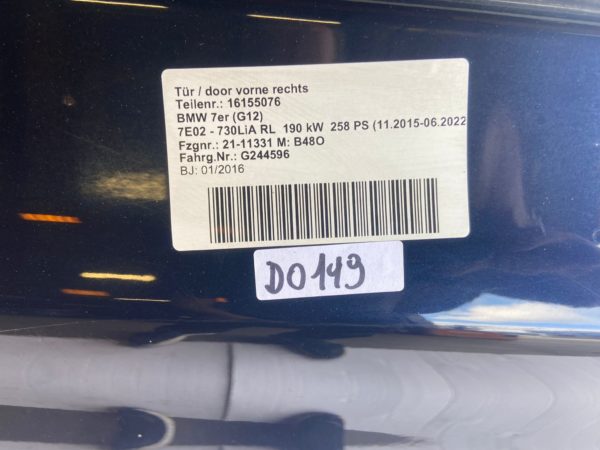 Tür / door vorne rechts
Teilenr.: 16155076
BMW 7er (G12)
7E02 - 730LiA RL 190 kW 258 PS (11.2015-06.2022
Fzgnr.: 21-11331 M: B48O
Fahrg.Nr.: G244596
BJ: 01/2016
D0149